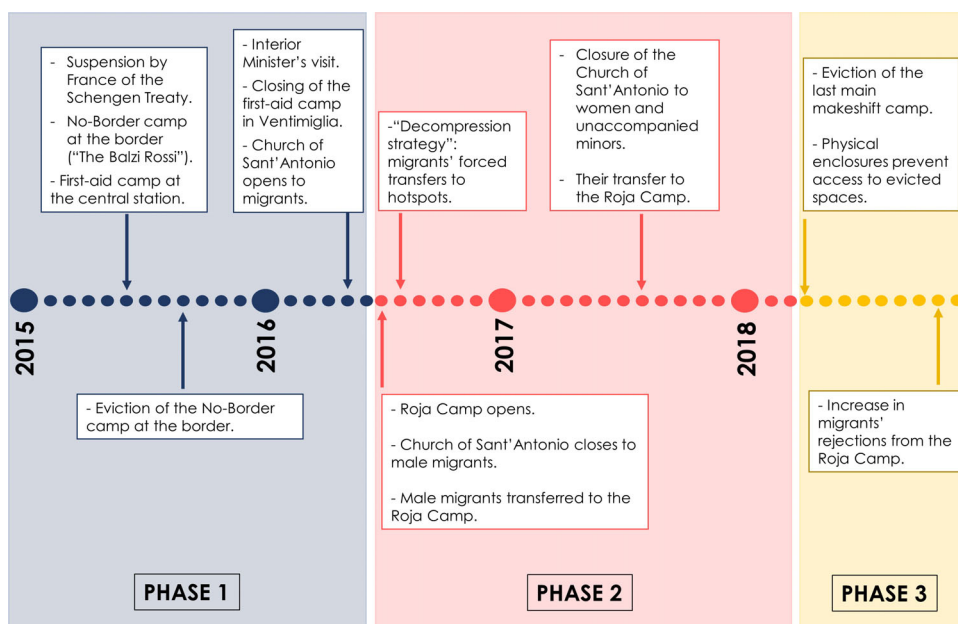 - Suspension by
France of the
Schengen Treaty.
- No-Border camp
at the border
("The Balzi Rossi").
- First-aid camp at
the central station.
- Interior
Minister's visit.
- Closing of the
first-aid camp
in Ventimiglia.
- Church of
Sant'Antonio
opens to
migrants.
-"Decompression
strategy":
migrants' forced
transfers to
hotspots.
- Closure of the
Church of
Sant'Antonio to
women and
unaccompanied
minors.
- Their transfer to
the Roja Camp.
- Eviction of the
last main
makeshift camp.
- Physical
enclosures prevent
access to evicted
spaces.
2015
2016
2017
2018
- Eviction of the No-Border
camp at the border.
- Roja Camp opens.
- Church of Sant'Antonio closes to
male migrants.
- Male migrants transferred to the
Roja Camp.
- Increase in
migrants'
rejections from the
Roja Camp.
PHASE 1
PHASE 2
PHASE 3